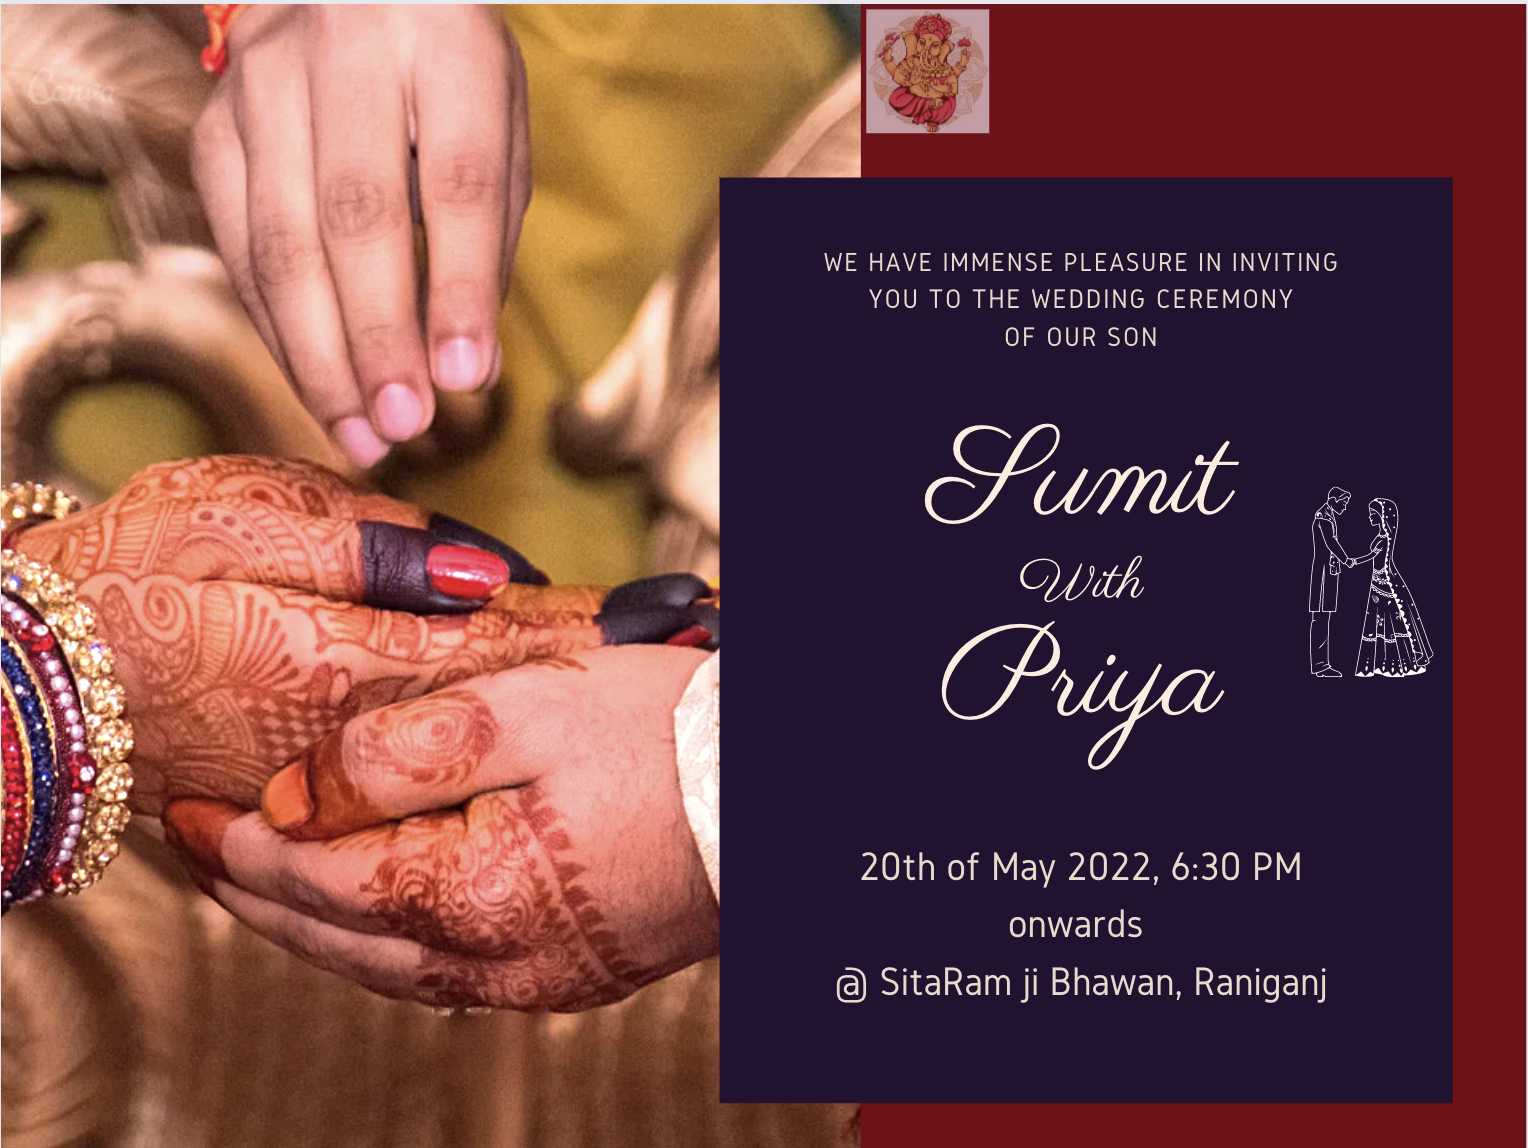 Canva
WE HAVE IMMENSE PLEASURE IN INVITING
YOU TO THE WEDDING CEREMONY
OF OUR SON
Sumit
With
Priya
20th of May 2022, 6:30 PM
onwards
@ SitaRam ji Bhawan, Raniganj